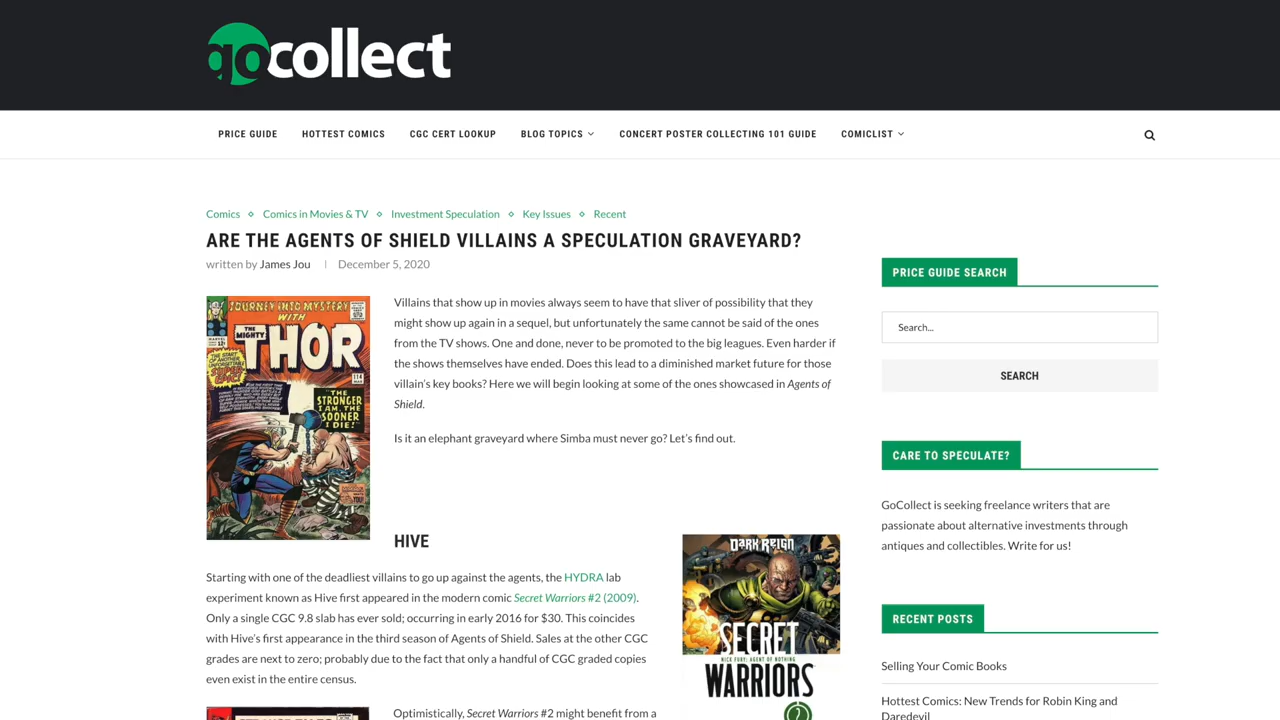 gocollect
PRICE GUIDE
HOTTEST COMICS
CGC CERT LOOKUP
BLOG TOPICS
CONCERT POSTER COLLECTING 101 GUIDE
COMICLIST
Comics ⋄ Comics in Movies & TV ⋄ Investment Speculation ⋄ Key Issues ⋄ Recent
ARE THE AGENTS OF SHIELD VILLAINS A SPECULATION GRAVEYARD?
written by James Jou | December 5, 2020
JOURNEY INTO MYSTERY
WITH
THE MIGHTY
THOR
"THE STRONGER I AM, THE SOONER I DIE!"
Villains that show up in movies always seem to have that sliver of possibility that they
might show up again in a sequel, but unfortunately the same cannot be said of the ones
from the TV shows. One and done, never to be promoted to the big leagues. Even harder if
the shows themselves have ended. Does this lead to a diminished market future for those
villain's key books? Here we will begin looking at some of the ones showcased in Agents of
Shield.
Is it an elephant graveyard where Simba must never go? Let's find out.
HIVE
Starting with one of the deadliest villains to go up against the agents, the HYDRA lab
experiment known as Hive first appeared in the modern comic Secret Warriors #2 (2009).
Only a single CGC 9.8 slab has ever sold; occurring in early 2016 for $30. This coincides
with Hive's first appearance in the third season of Agents of Shield. Sales at the other CGC
grades are next to zero; probably due to the fact that only a handful of CGC graded copies
even exist in the entire census.
DARK REIGN
SECRET
NICK FURY: AGENT OF NOTHING
WARRIORS
2
Optimistically, Secret Warriors #2 might benefit from a
PRICE GUIDE SEARCH
Search...
SEARCH
CARE TO SPECULATE?
GoCollect is seeking freelance writers that are
passionate about alternative investments through
antiques and collectibles. Write for us!
RECENT POSTS
Selling Your Comic Books
Hottest Comics: New Trends for Robin King and
Daredevil